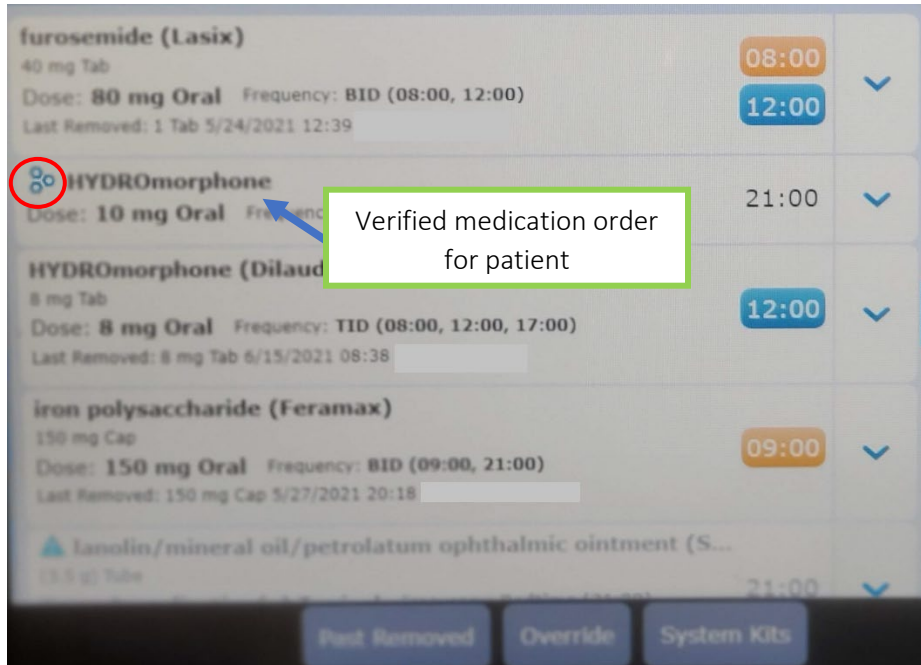 furosemide (Lasix)
40 mg Tab
Dose: 80 mg Oral Frequency: BID (08:00, 12:00)
Last Removed: 1 Tab 5/24/2021 12:39
08:00
12:00
HYDROmorphone
Dose: 10 mg Oral
21:00
Verified medication order
for patient
HYDROmorphone (Dilaud
8 mg Tab
Dose: 8 mg Oral Frequency: TID (08:00, 12:00, 17:00)
Last Removed: 8 mg Tab 6/15/2021 08:38
12:00
iron polysaccharide (Feramax)
150 mg Cap
Dose: 150 mg Oral Frequency: BID (09:00, 21:00)
Last Removed: 150 mg Cap 5/27/2021 20:18
09:00
lanolin/mineral oil/petrolatum ophthalmic ointment (S...
(3.5 g) Tube
21:00
Past Removed
Override
System Kits